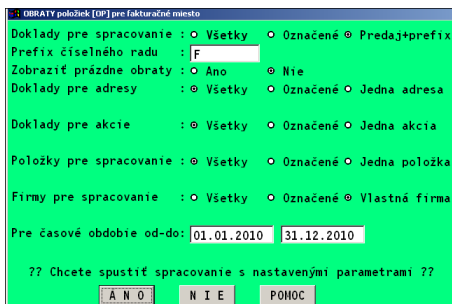 OBRATY položiek [OP] pre fakturačné miesto
Doklady pre spracovanie : Všetky Označené Predaj+prefix
Prefix číselného radu : F
Zobraziť prázdne obraty : Ano Nie
Doklady pre adresy : Všetky Označené Jedna adresa
Doklady pre akcie : Všetky Označené Jedna akcia
Položky pre spracovanie : Všetky Označené Jedna položka
Firmy pre spracovanie : Všetky Označené Vlastná firma
Pre časové obdobie od-do: 01.01.2010 31.12.2010
?? Chcete spustiť spracovanie s nastavenými parametrami ??
Á N O N I E POMOC